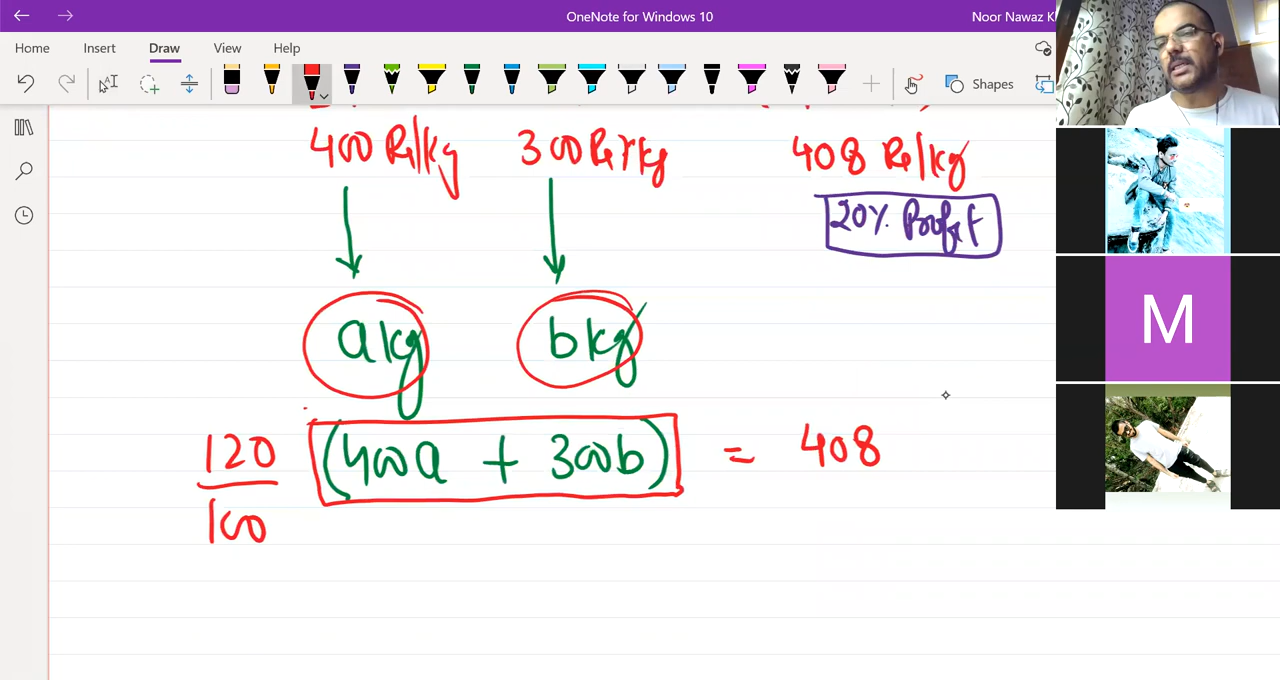 OneNote for Windows 10
Noor Nawaz K
Home Insert Draw View Help
Shapes
400 Rs/kg 300 Rs/kg 408 Rs/kg
20% Profit
a kg b kg
120/100 (400a + 300b) = 408
M